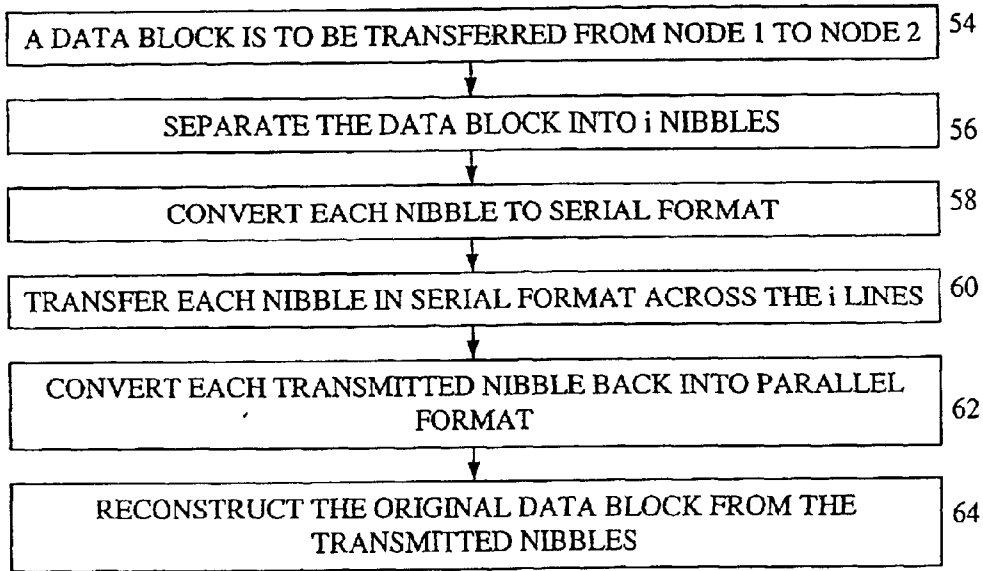 A DATA BLOCK IS TO BE TRANSFERRED FROM NODE 1 TO NODE 2 54
SEPARATE THE DATA BLOCK INTO i NIBBLES 56
CONVERT EACH NIBBLE TO SERIAL FORMAT 58
TRANSFER EACH NIBBLE IN SERIAL FORMAT ACROSS THE i LINES 60
CONVERT EACH TRANSMITTED NIBBLE BACK INTO PARALLEL
FORMAT 62
RECONSTRUCT THE ORIGINAL DATA BLOCK FROM THE
TRANSMITTED NIBBLES 64